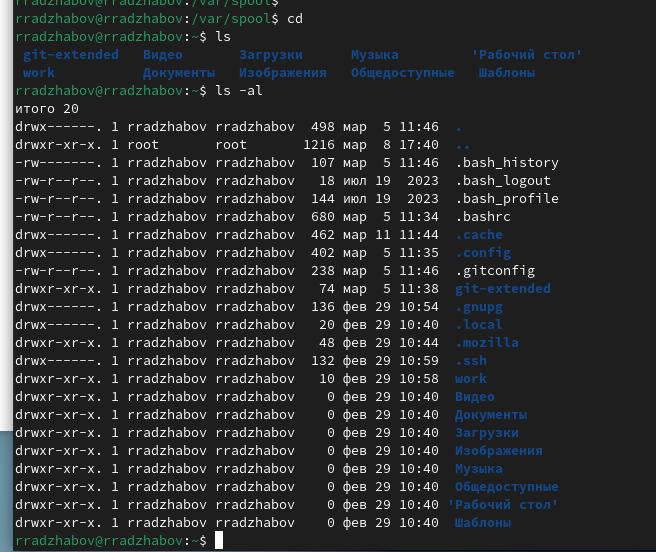 rradzhabov@rradzhabov:/var/spool$
rradzhabov@rradzhabov:/var/spool$ cd
rradzhabov@rradzhabov:~$ ls
git-extended Видео Загрузки Музыка 'Рабочий стол'
work Документы Изображения Общедоступные Шаблоны
rradzhabov@rradzhabov:~$ ls -al
итого 20
drwx------. 1 rradzhabov rradzhabov 498 мар 5 11:46 .
drwxr-xr-x. 1 root root 1216 мар 8 17:40 ..
-rw-------. 1 rradzhabov rradzhabov 107 мар 5 11:46 .bash_history
-rw-r--r--. 1 rradzhabov rradzhabov 18 июл 19 2023 .bash_logout
-rw-r--r--. 1 rradzhabov rradzhabov 144 июл 19 2023 .bash_profile
-rw-r--r--. 1 rradzhabov rradzhabov 680 мар 5 11:34 .bashrc
drwx------. 1 rradzhabov rradzhabov 462 мар 11 11:44 .cache
drwx------. 1 rradzhabov rradzhabov 402 мар 5 11:35 .config
-rw-r--r--. 1 rradzhabov rradzhabov 238 мар 5 11:46 .gitconfig
drwxr-xr-x. 1 rradzhabov rradzhabov 74 мар 5 11:38 git-extended
drwx------. 1 rradzhabov rradzhabov 136 фев 29 10:54 .gnupg
drwx------. 1 rradzhabov rradzhabov 20 фев 29 10:40 .local
drwxr-xr-x. 1 rradzhabov rradzhabov 48 фев 29 10:44 .mozilla
drwx------. 1 rradzhabov rradzhabov 132 фев 29 10:59 .ssh
drwxr-xr-x. 1 rradzhabov rradzhabov 10 фев 29 10:58 work
drwxr-xr-x. 1 rradzhabov rradzhabov 0 фев 29 10:40 Видео
drwxr-xr-x. 1 rradzhabov rradzhabov 0 фев 29 10:40 Документы
drwxr-xr-x. 1 rradzhabov rradzhabov 0 фев 29 10:40 Загрузки
drwxr-xr-x. 1 rradzhabov rradzhabov 0 фев 29 10:40 Изображения
drwxr-xr-x. 1 rradzhabov rradzhabov 0 фев 29 10:40 Музыка
drwxr-xr-x. 1 rradzhabov rradzhabov 0 фев 29 10:40 Общедоступные
drwxr-xr-x. 1 rradzhabov rradzhabov 0 фев 29 10:40 'Рабочий стол'
drwxr-xr-x. 1 rradzhabov rradzhabov 0 фев 29 10:40 Шаблоны
rradzhabov@rradzhabov:~$